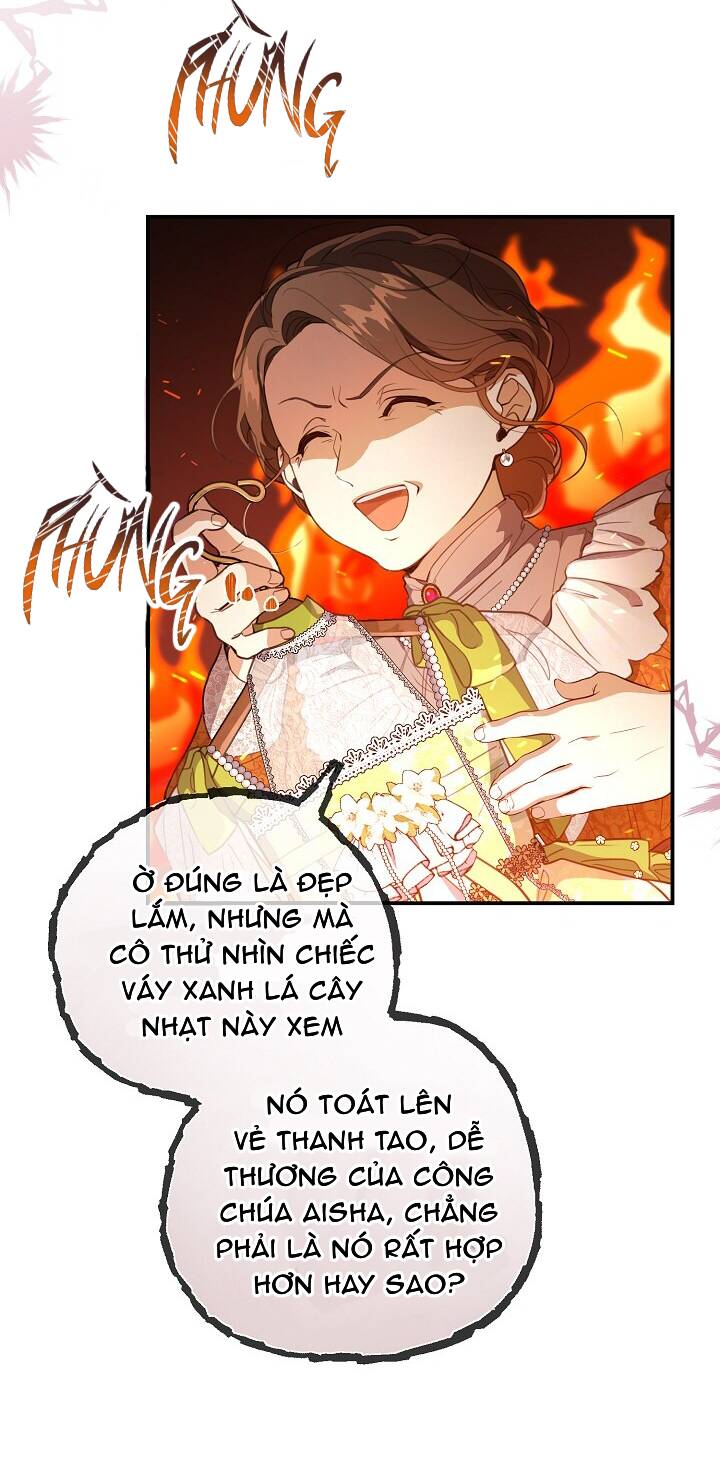 PHÙNG
PHÙNG
Ờ ĐÚNG LÀ ĐẸP
LẮM, NHƯNG MÀ
CÔ THỬ NHÌN CHIẾC
VÁY XANH LÁ CÂY
NHẠT NÀY XEM
NÓ TOÁT LÊN
VẺ THANH TAO, DỄ
THƯƠNG CỦA CÔNG
CHÚA AISHA, CHẲNG
PHẢI LÀ NÓ RẤT HỢP
HƠN HAY SAO?